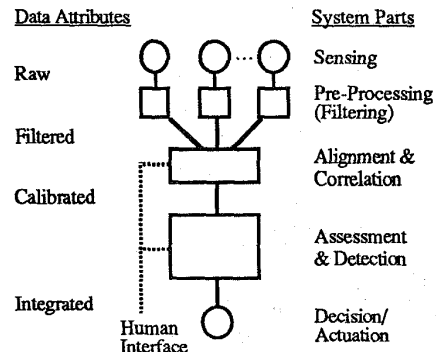 Data Attributes
System Parts
Sensing
Raw
Pre-Processing
(Filtering)
Filtered
Alignment &
Correlation
Calibrated
Assessment
& Detection
Integrated
Human
Interface
Decision/
Actuation